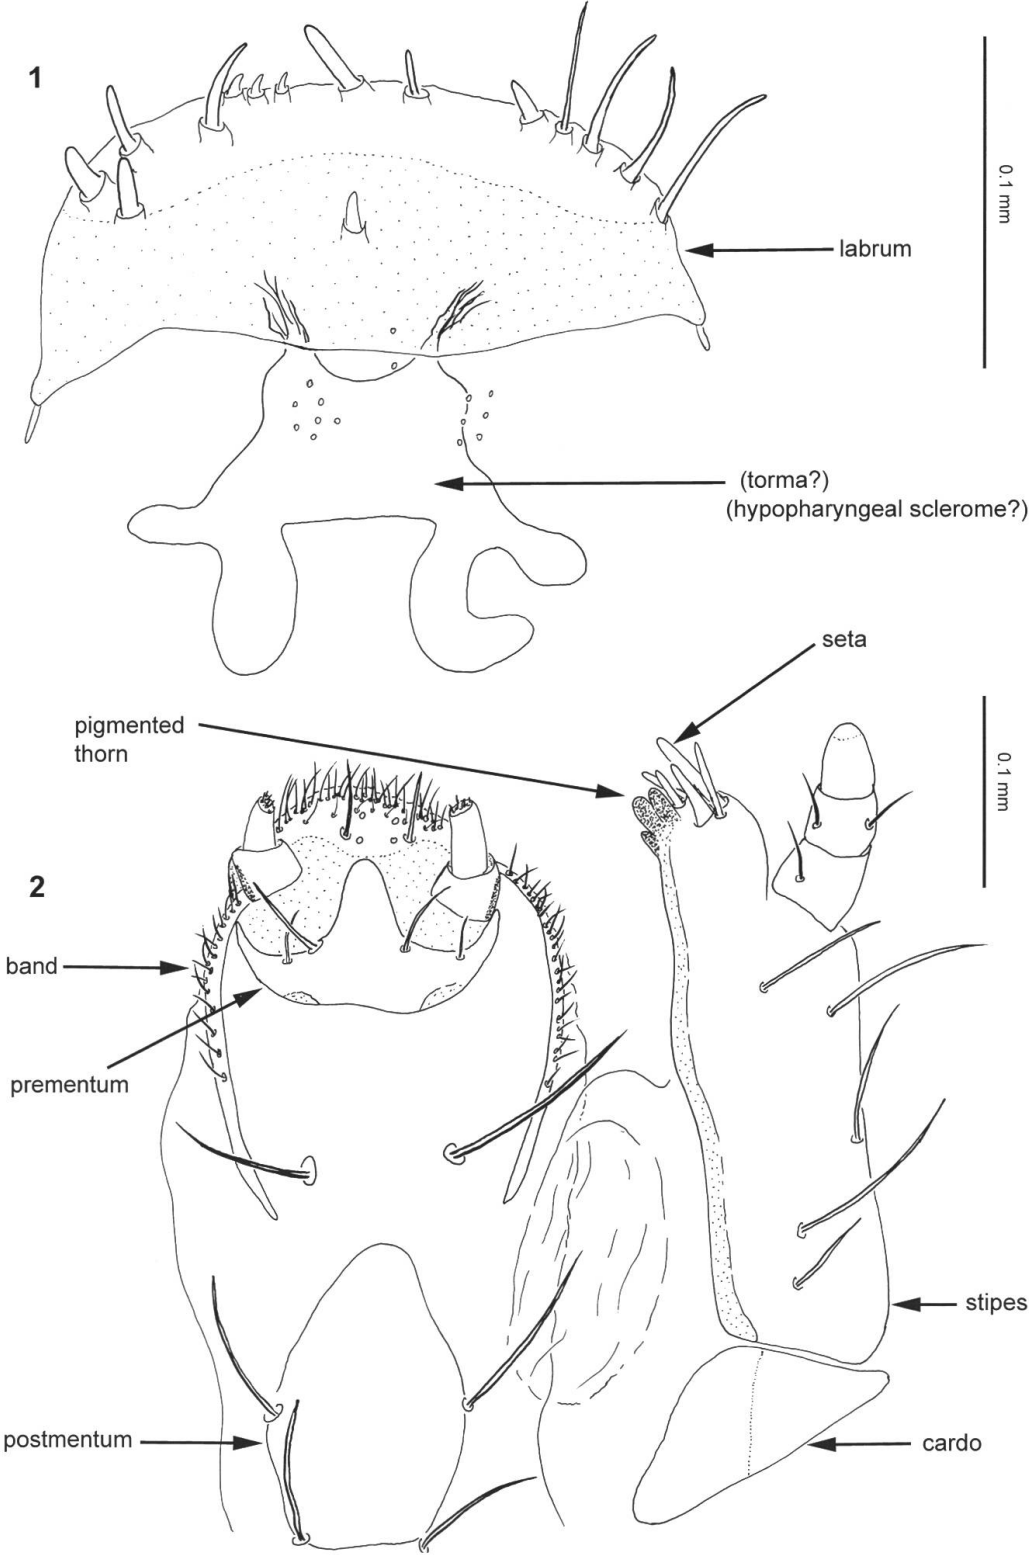 1
0.1 mm
labrum
(torma?)
(hypopharyngeal sclerome?)
seta
pigmented
thorn
0.1 mm
2
band
prementum
stipes
postmentum
cardo